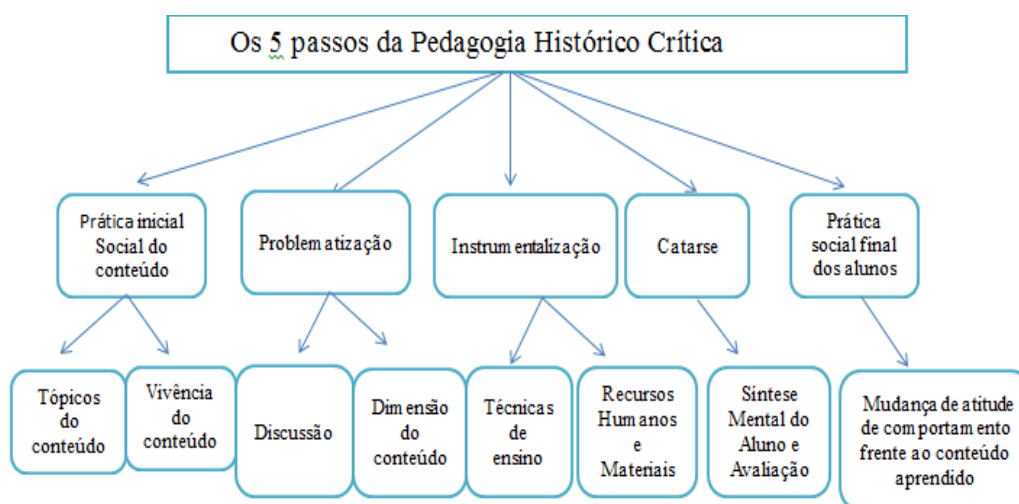 Os 5 passos da Pedagogia Histórico Crítica
Prática inicial
Social do
conteúdo
Problematização
Instrumentalização
Catarse
Prática
social final
dos alunos
Tópicos
do
conteúdo
Vivência
do
conteúdo
Discussão
Dimensão
do
conteúdo
Técnicas
de
ensino
Recursos
Humanos
e
Materiais
Síntese
Mental do
Aluno e
Avaliação
Mudança de atitude
de comportamento
frente ao conteúdo
aprendido